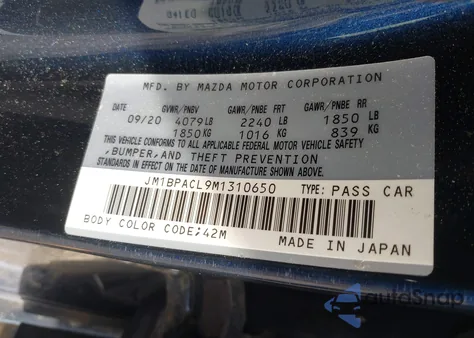 MFD. BY MAZDA MOTOR CORPORATION
DATE GVWR/PNBV GAWR/PNBE FRT GAWR/PNBE RR
09/20 4079LB 2240 LB 1850 LB
1850KG 1016 KG 839 KG
THIS VEHICLE CONFORMS TO ALL APPLICABLE FEDERAL MOTOR VEHICLE SAFETY
,BUMPER,AND THEFT PREVENTION
STANDARDS IN EFFECT ON THE DATE OF MANUFACTURE SHOWN ABOVE.
JM1BPACL9M1310650 TYPE: PASS CAR
BODY COLOR CODE;42M
MADE IN JAPAN
autoSnap